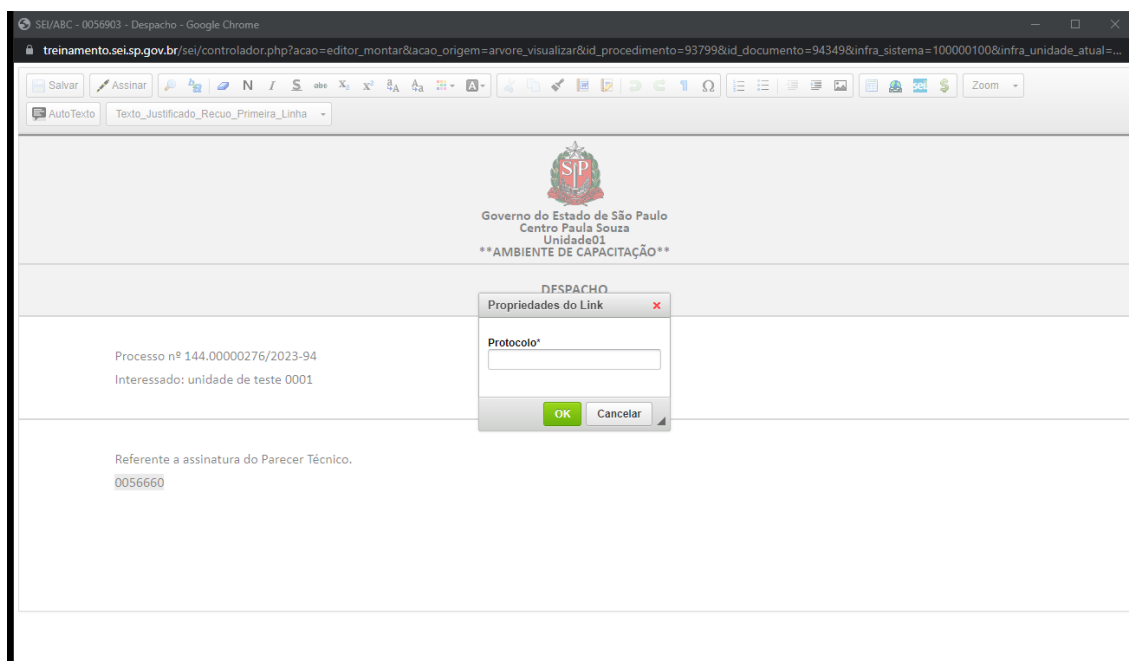 SEI/ABC - 0056903 - Despacho - Google Chrome
treinamento.sei.sp.gov.br/sei/controlador.php?acao=editor_montar&acao_origem=arvore_visualizar&id_procedimento=93799&id_documento=94349&infra_sistema=100000100&infra_unidade_atual=...
Salvar Assinar N I S abc X₂ X² Zoom
AutoTexto Texto_Justificado_Recuo_Primeira_Linha
SP
Governo do Estado de São Paulo
Centro Paula Souza
Unidade01
**AMBIENTE DE CAPACITAÇÃO**
DESPACHO
Propriedades do Link
Protocolo*
OK Cancelar
Processo nº 144.00000276/2023-94
Interessado: unidade de teste 0001
Referente a assinatura do Parecer Técnico.
0056660